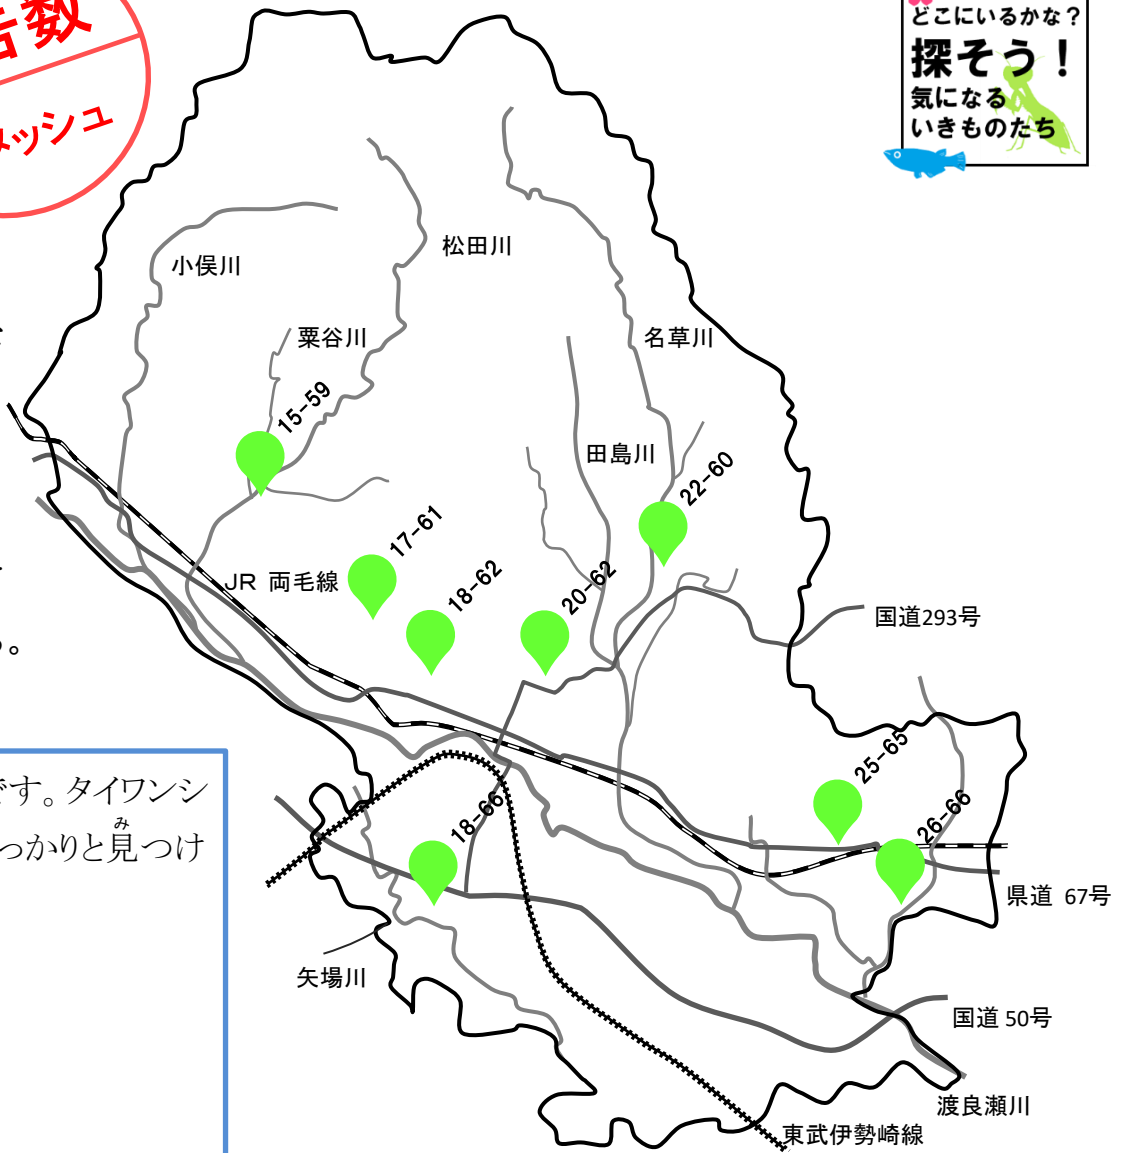 告数
メッシュ
どこにいるかな？
探そう！
気になる
いきものたち
小俣川
松田川
粟谷川
名草川
15-59
田島川
22-60
17-61
JR 両毛線
18-62
20-62
国道293号
25-65
18-66
26-66
県道 67号
矢場川
国道 50号
渡良瀬川
東武伊勢崎線
。
です。タイワンシ
み
っかりと見つけ